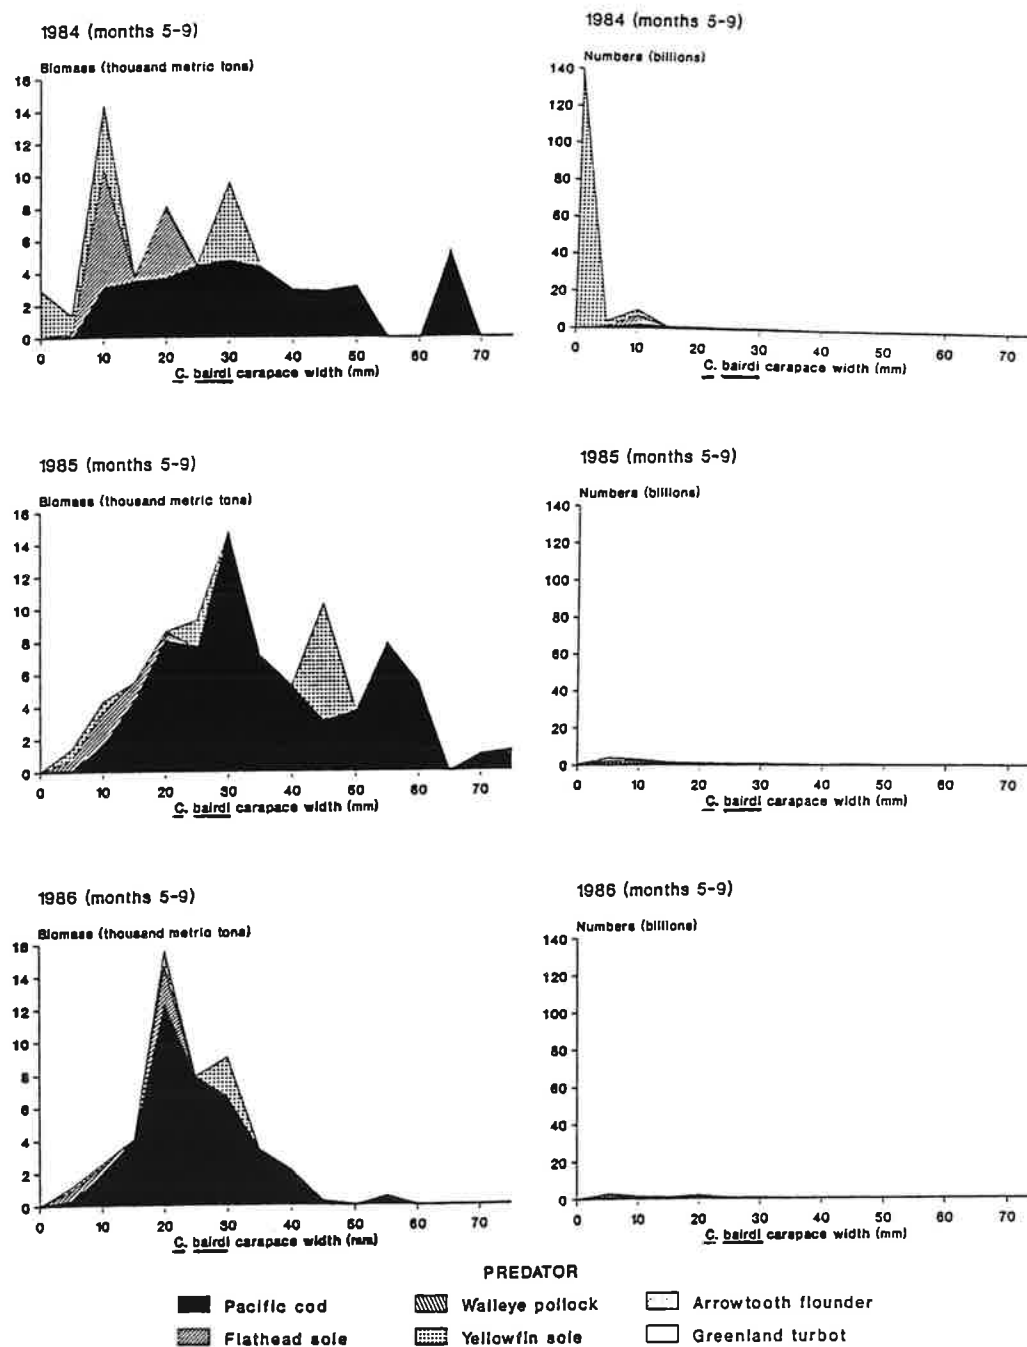 1984 (months 5-9)
Biomass (thousand metric tons)
16
14
12
10
8
6
4
2
0
0 10 20 30 40 50 60 70
C. bairdi carapace width (mm)
1984 (months 5-9)
Numbers (billions)
140
120
100
80
60
40
20
0
0 10 20 30 40 50 60 70
C. bairdi carapace width (mm)
1985 (months 5-9)
Biomass (thousand metric tons)
16
14
12
10
8
6
4
2
0
0 10 20 30 40 50 60 70
C. bairdi carapace width (mm)
1985 (months 5-9)
Numbers (billions)
140
120
100
80
60
40
20
0
0 10 20 30 40 50 60 70
C. bairdi carapace width (mm)
1986 (months 5-9)
Biomass (thousand metric tons)
16
14
12
10
8
6
4
2
0
0 10 20 30 40 50 60 70
C. bairdi carapace width (mm)
1986 (months 5-9)
Numbers (billions)
140
120
100
80
60
40
20
0
0 10 20 30 40 50 60 70
C. bairdi carapace width (mm)
PREDATOR
Pacific cod
Walleye pollock
Arrowtooth flounder
Flathead sole
Yellowfin sole
Greenland turbot